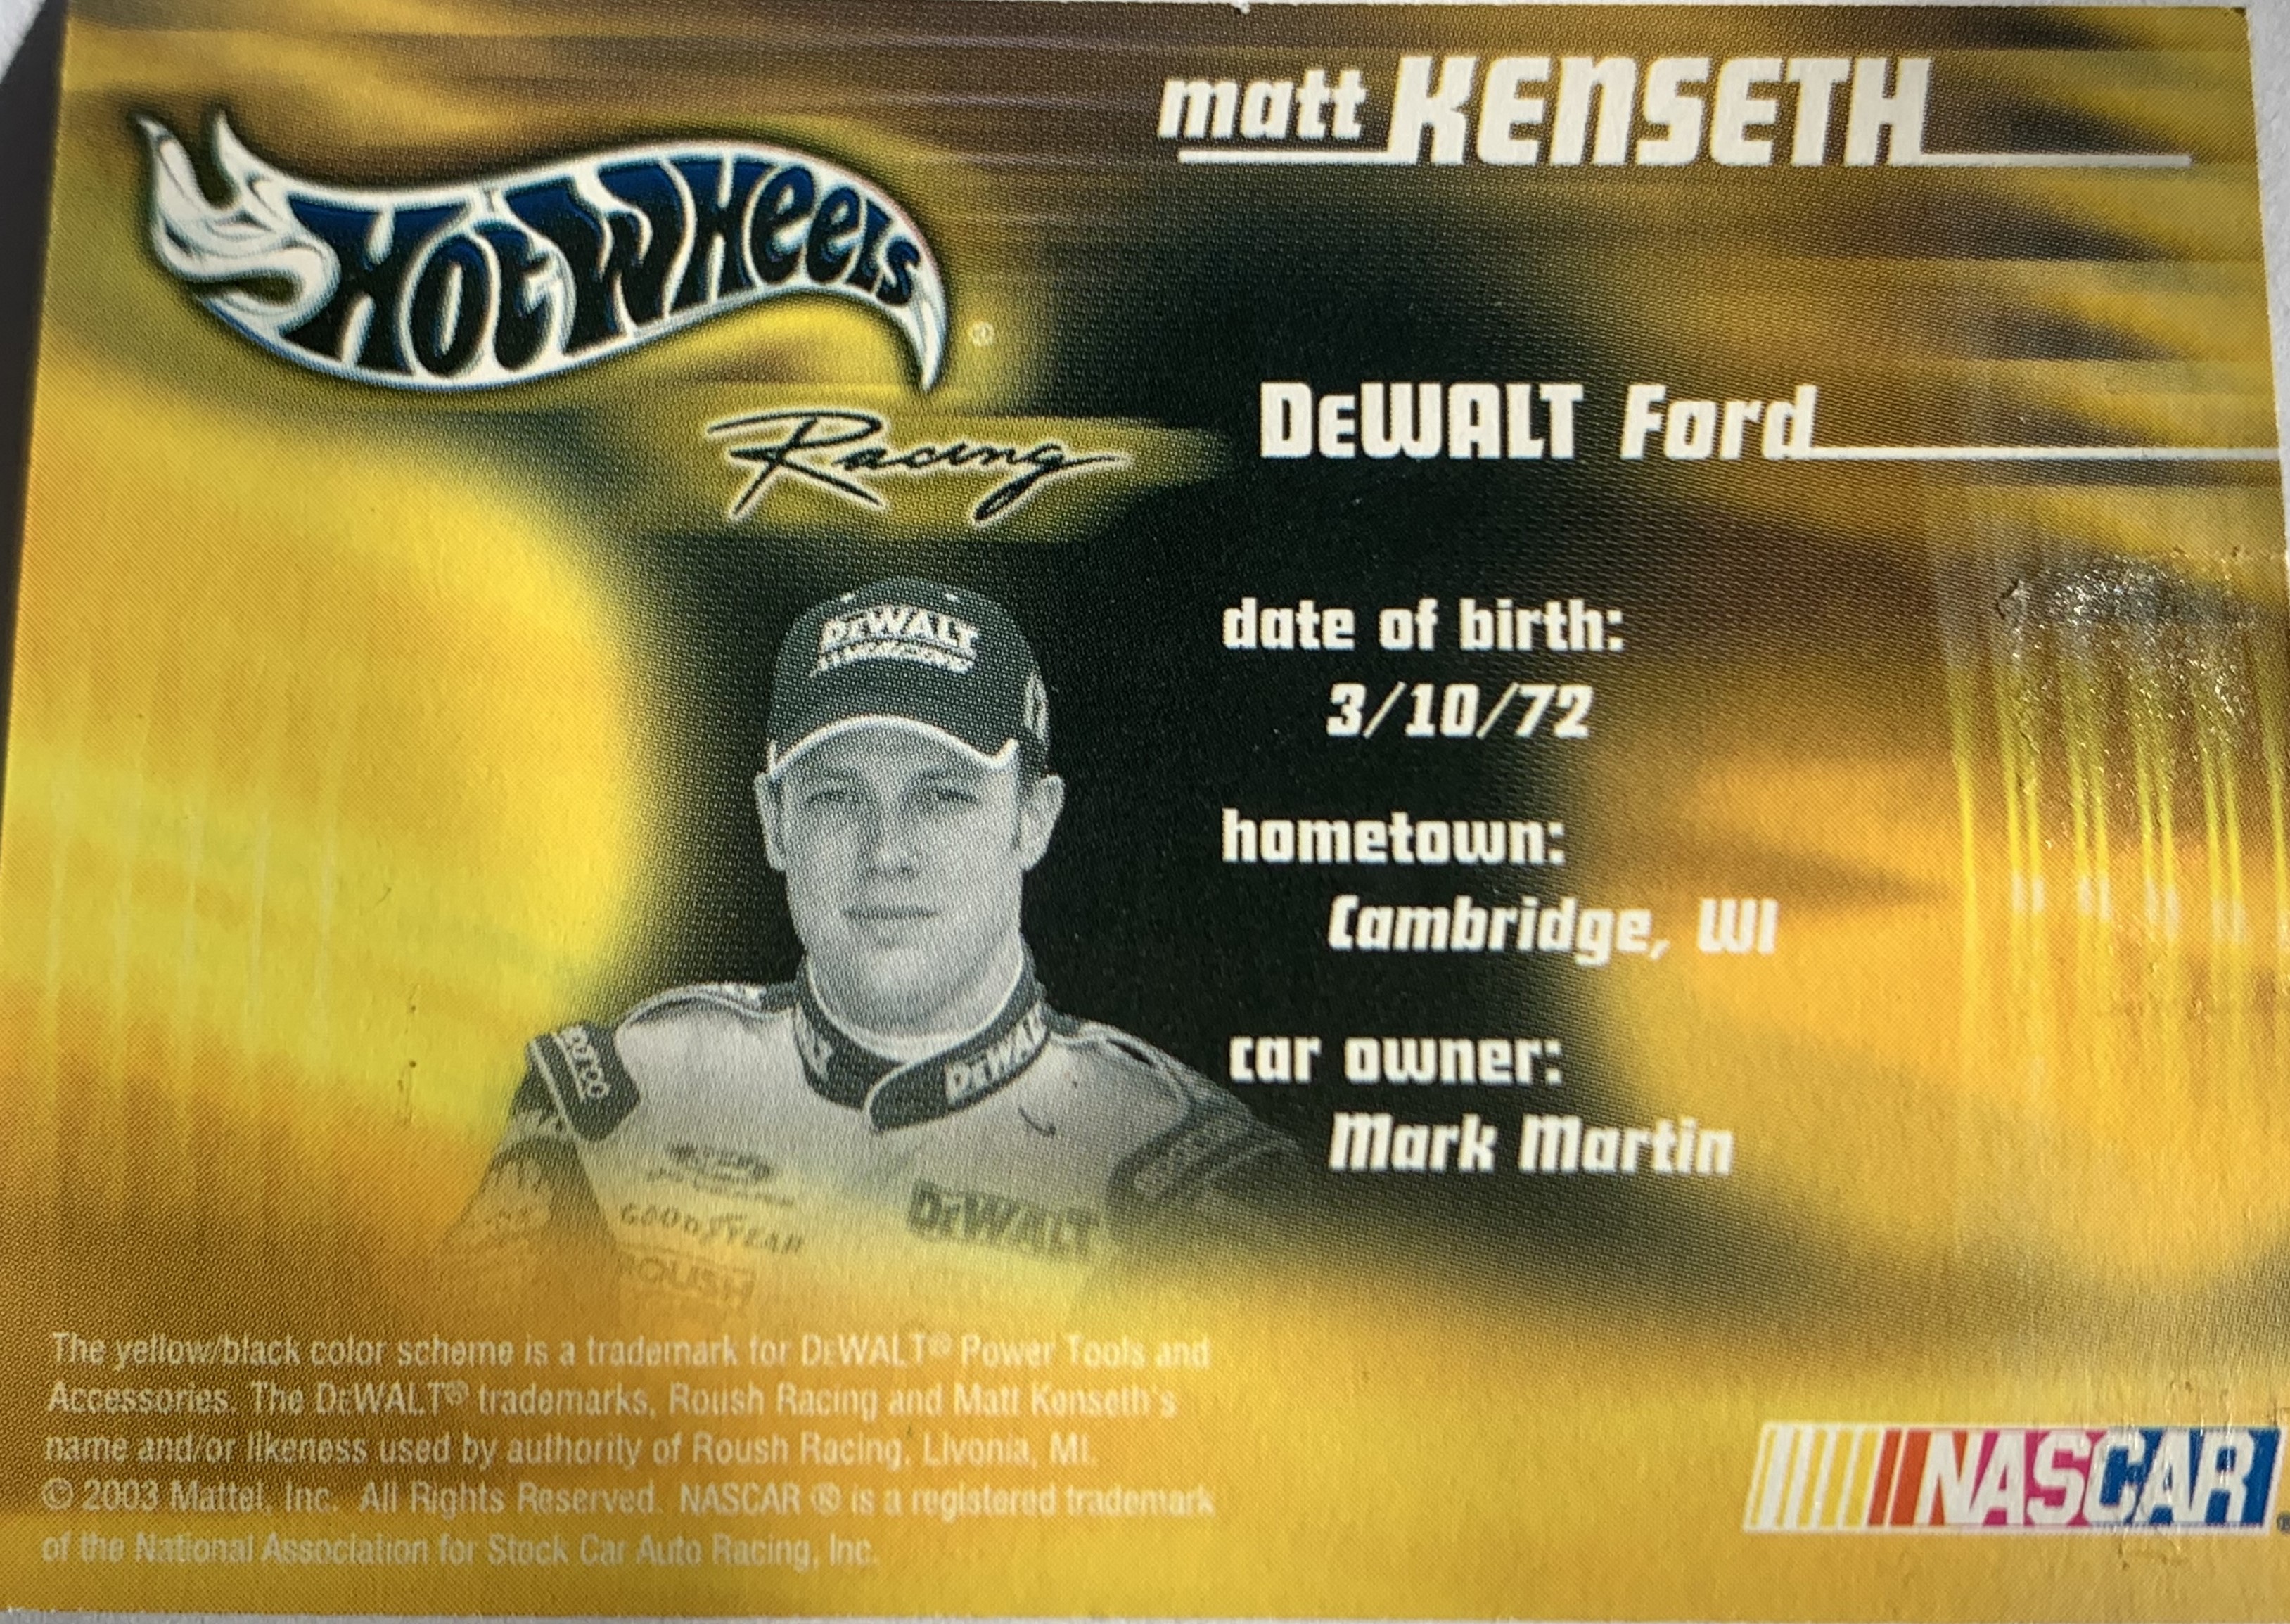 matt KENSETH
HOT WHEELS
®
Racing
DEWALT Ford
DEWALT
date of birth:
3/10/72
hometown:
Cambridge, WI
car owner:
Mark Martin
DEWALT
GOODYEAR
DEWALT
ROUSH
The yellow/black color scheme is a trademark for DEWALT® Power Tools and
Accessories. The DEWALT® trademarks, Roush Racing and Matt Kenseth's
name and/or likeness used by authority of Roush Racing, Livonia, MI.
© 2003 Mattel, Inc. All Rights Reserved. NASCAR ® is a registered trademark
of the National Association for Stock Car Auto Racing, Inc.
NASCAR